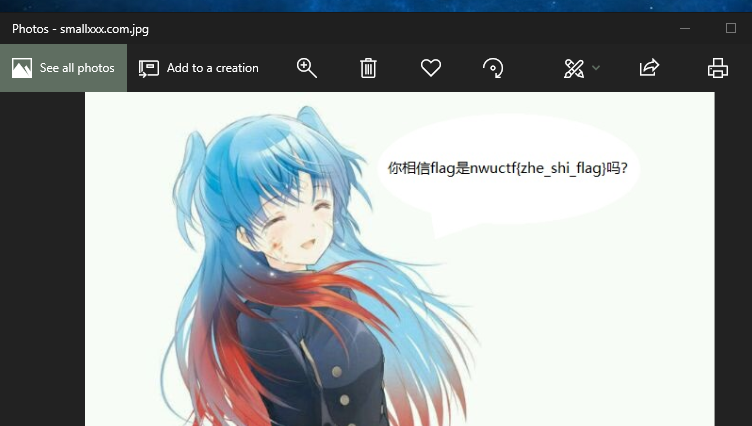 Photos - smallxxx.com.jpg
See all photos
Add to a creation
你相信flag是nwuctf{zhe_shi_flag}吗?